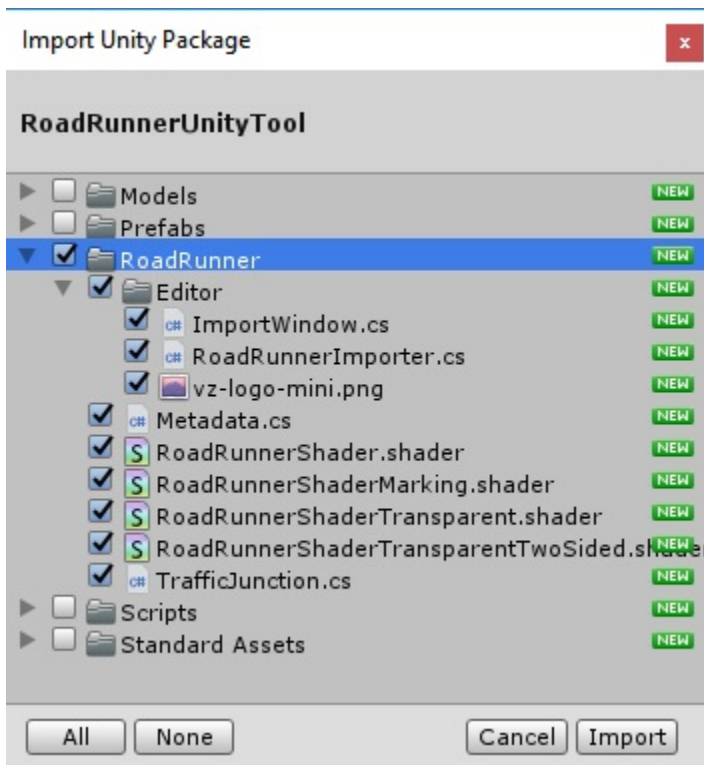 Import Unity Package
x
RoadRunnerUnityTool
Models NEW
Prefabs NEW
RoadRunner NEW
Editor NEW
c# ImportWindow.cs NEW
c# RoadRunnerImporter.cs NEW
vz-logo-mini.png NEW
c# Metadata.cs NEW
S RoadRunnerShader.shader NEW
S RoadRunnerShaderMarking.shader NEW
S RoadRunnerShaderTransparent.shader NEW
S RoadRunnerShaderTransparentTwoSided.shader NEW
c# TrafficJunction.cs NEW
Scripts NEW
Standard Assets NEW
All None Cancel Import